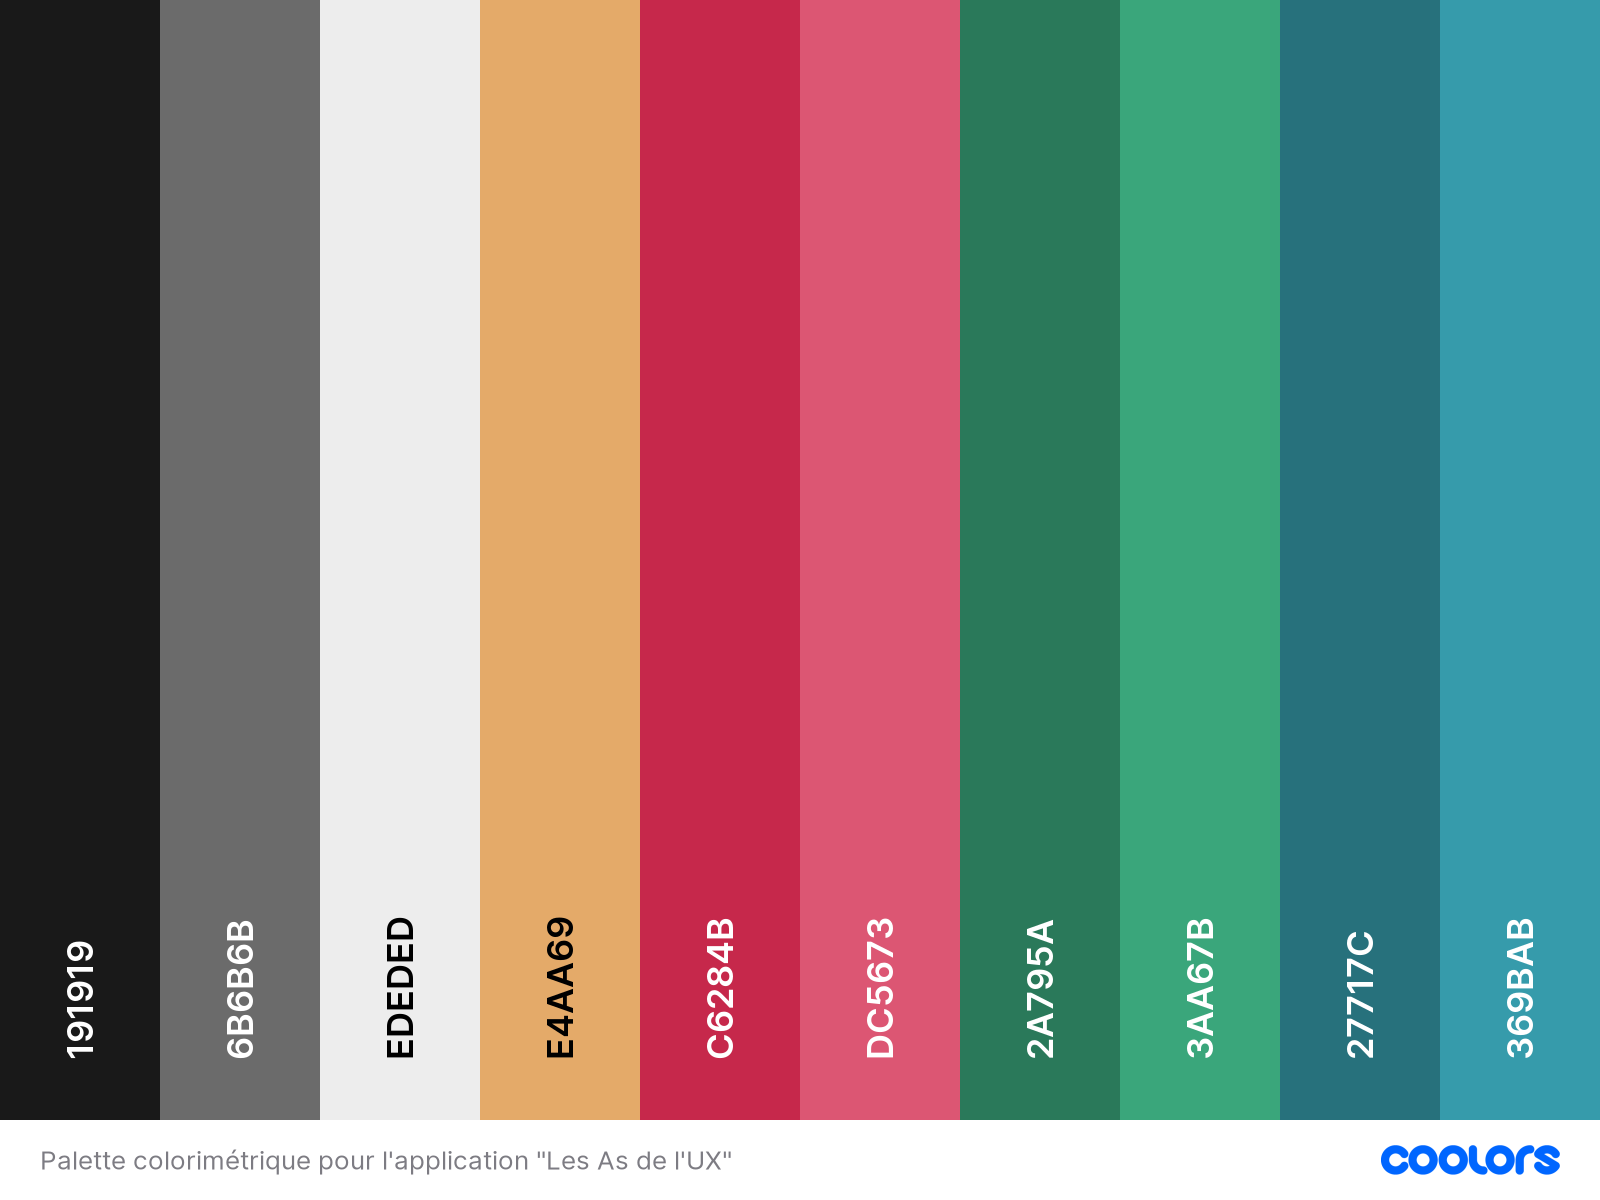 191919
6B6B6B
EDEDED
E4AA69
C6284B
DC5673
2A795A
3AA67B
27717C
369BAB
Palette colorimétrique pour l'application "Les As de l'UX"
coolors